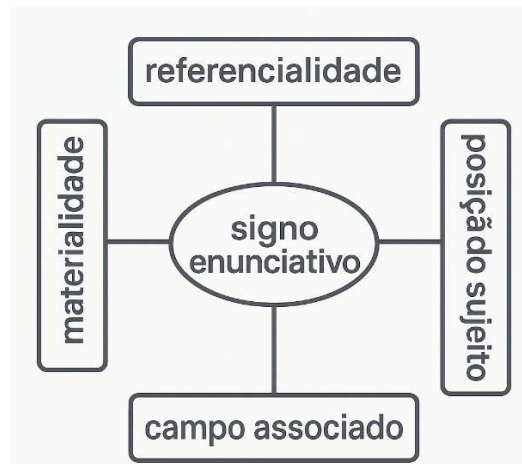 referencialidade
materialidade
signo
enunciativo
posiçãdo sujeito
campo associado